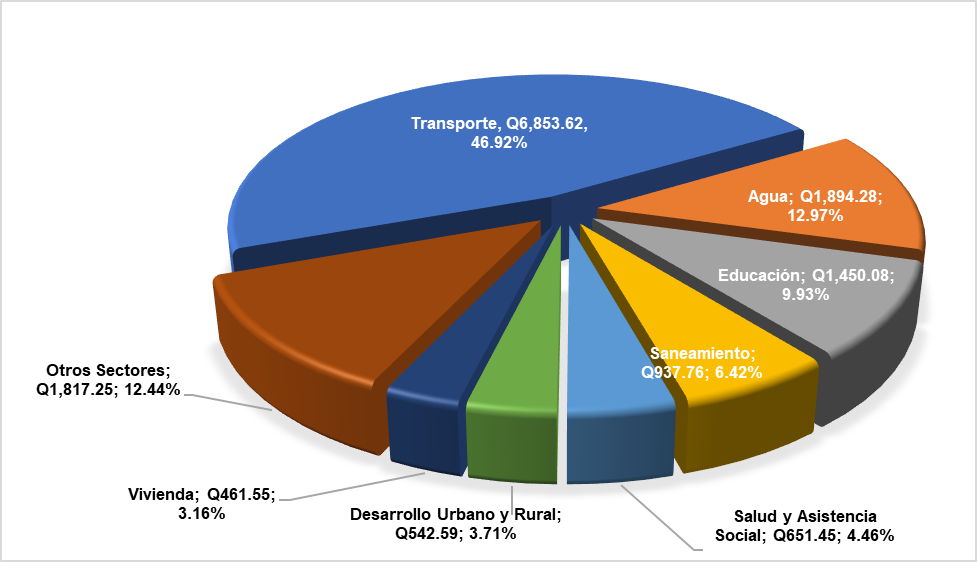 Transporte, Q6,853.62,
46.92%
Agua; Q1,894.28;
12.97%
Educación; Q1,450.08;
9.93%
Saneamiento;
Q937.76; 6.42%
Otros Sectores;
Q1,817.25; 12.44%
Vivienda; Q461.55;
3.16%
Desarrollo Urbano y Rural;
Q542.59; 3.71%
Salud y Asistencia
Social; Q651.45; 4.46%